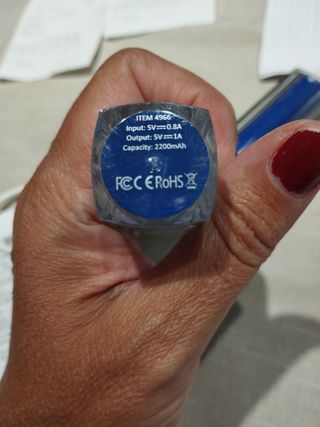 ITEM 4966
Input: 5V⎓0.8A
Output: 5V⎓1A
Capacity: 2200mAh
FC CE RoHS